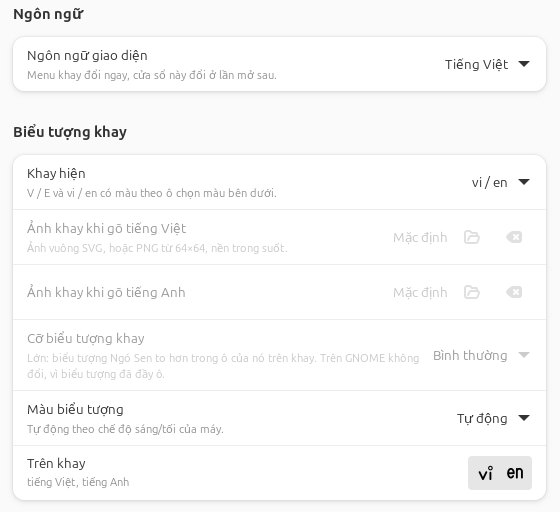 Ngôn ngữ
Ngôn ngữ giao diện
Menu khay đổi ngay, cửa sổ này đổi ở lần mở sau.
Tiếng Việt
Biểu tượng khay
Khay hiện
V / E và vi / en có màu theo ô chọn màu bên dưới.
vi / en
Ảnh khay khi gõ tiếng Việt
Ảnh vuông SVG, hoặc PNG từ 64×64, nền trong suốt.
Mặc định
Ảnh khay khi gõ tiếng Anh
Mặc định
Cỡ biểu tượng khay
Lớn: biểu tượng Ngó Sen to hơn trong ô của nó trên khay. Trên GNOME không
đổi, vì biểu tượng đã đầy ô.
Bình thường
Màu biểu tượng
Tự động theo chế độ sáng/tối của máy.
Tự động
Trên khay
tiếng Việt, tiếng Anh
vi en